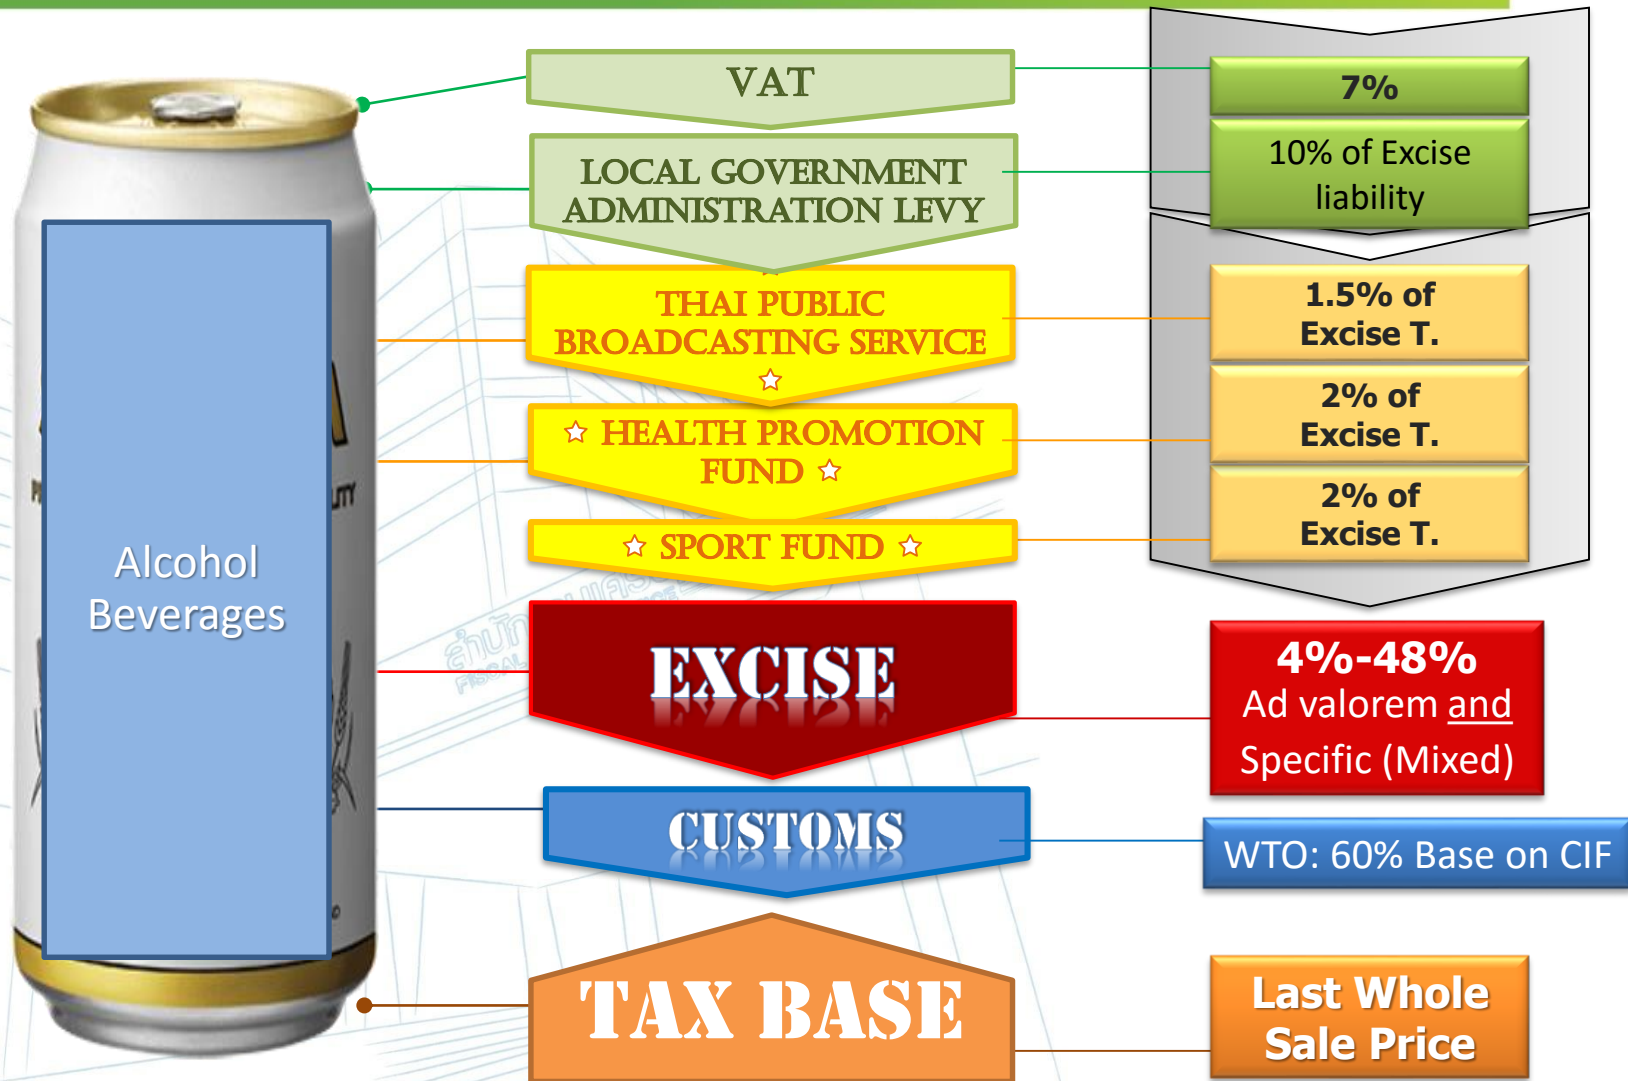 VAT
7%
LOCAL GOVERNMENT
ADMINISTRATION LEVY
10% of Excise
liability
THAI PUBLIC
BROADCASTING SERVICE
1.5% of
Excise T.
HEALTH PROMOTION
FUND
2% of
Excise T.
SPORT FUND
2% of
Excise T.
Alcohol
Beverages
EXCISE
4%-48%
Ad valorem and
Specific (Mixed)
CUSTOMS
WTO: 60% Base on CIF
TAX BASE
Last Whole
Sale Price